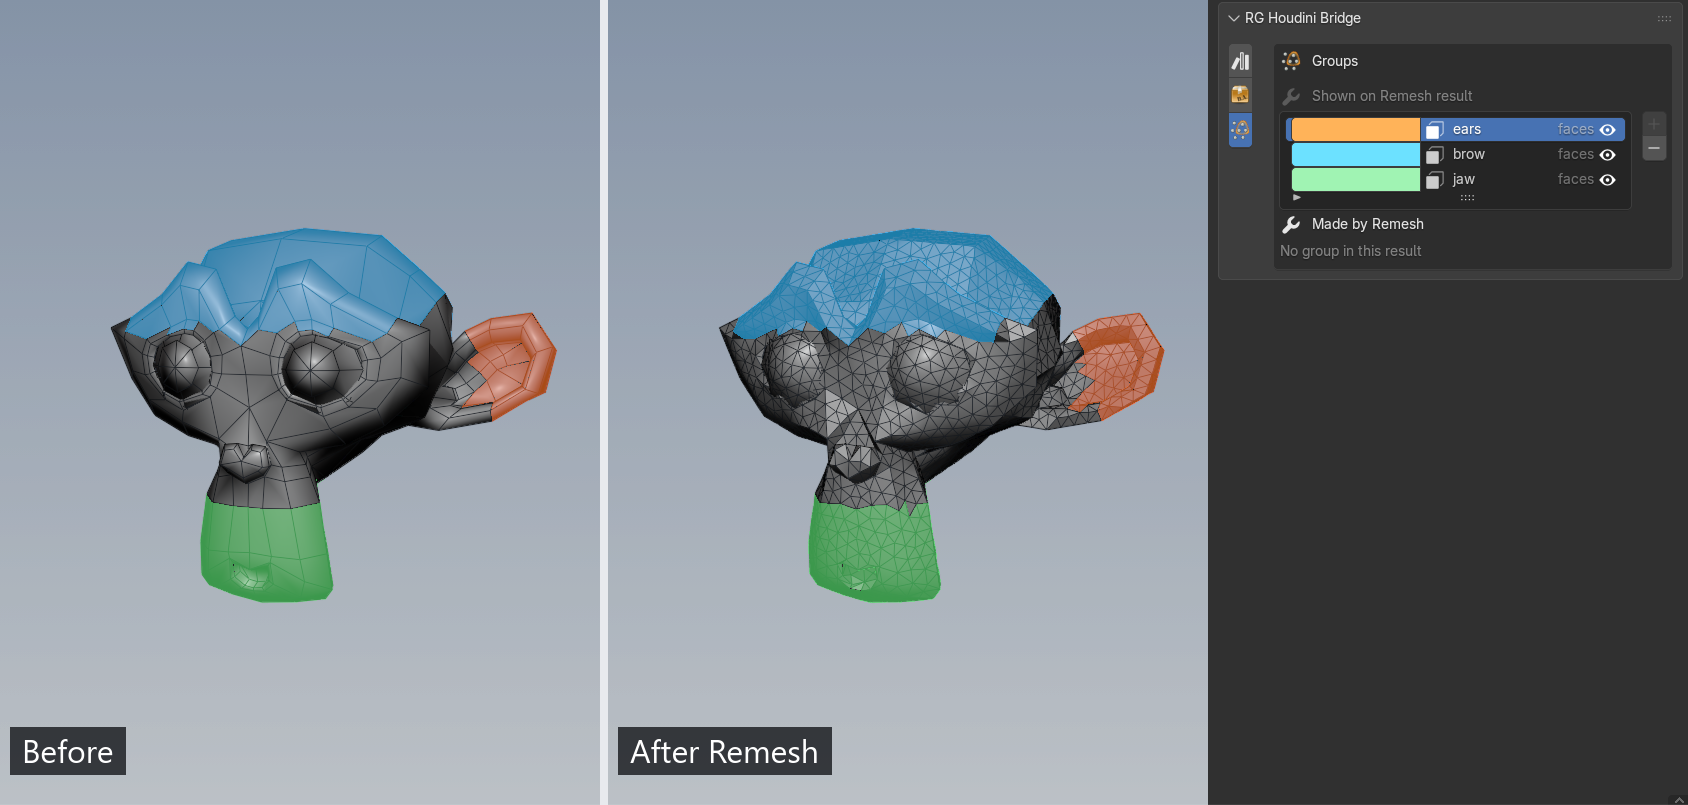 RG Houdini Bridge
Groups
Shown on Remesh result
ears faces
brow faces
jaw faces
Made by Remesh
No group in this result
Before
After Remesh